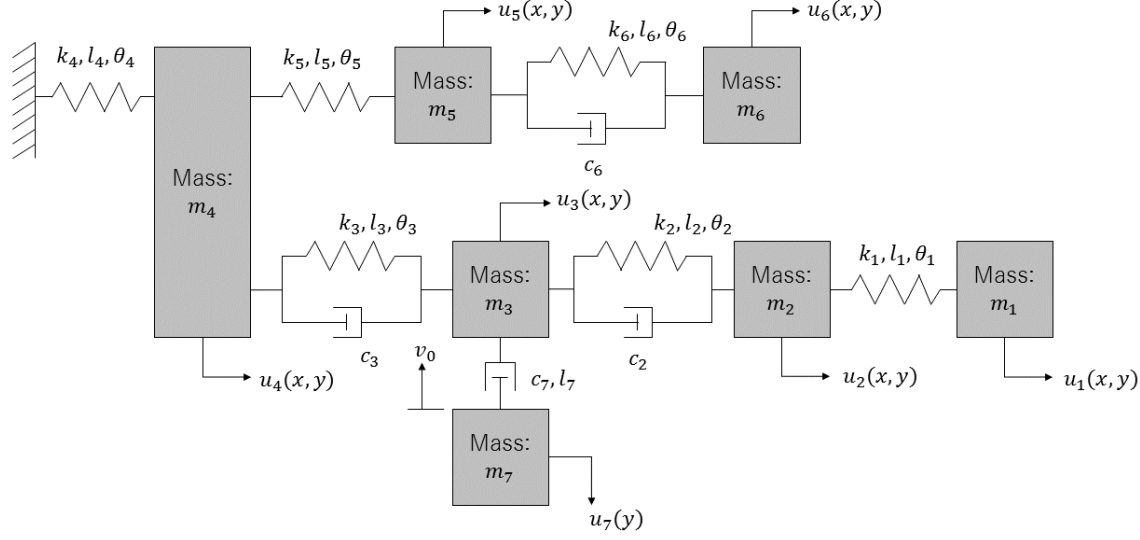 u₅(x, y)
u₆(x, y)
k₄, l₄, θ₄
k₅, l₅, θ₅
k₆, l₆, θ₆
Mass:
m₅
Mass:
m₆
c₆
Mass:
m₄
u₃(x, y)
k₃, l₃, θ₃
k₂, l₂, θ₂
k₁, l₁, θ₁
Mass:
m₃
Mass:
m₂
Mass:
m₁
c₃
c₂
v₀
u₄(x, y)
c₇, l₇
u₂(x, y)
u₁(x, y)
Mass:
m₇
u₇(y)